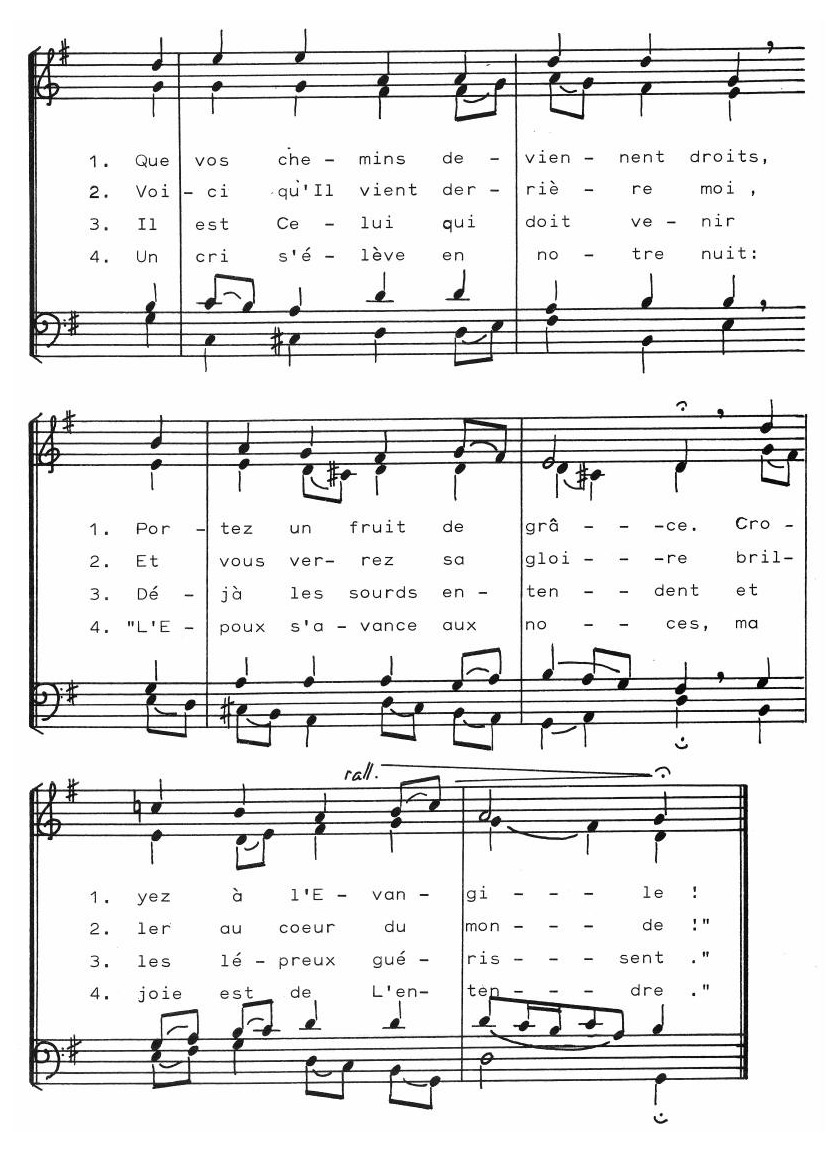 1. Que vos che - mins de - vien - nent droits,
2. Voi - ci qu'Il vient der - riè - re moi ,
3. Il est Ce - lui qui doit ve - nir
4. Un cri s'é - lève en no - tre nuit:
1. Por - tez un fruit de grâ - - -ce. Cro -
2. Et vous ver- rez sa gloi - - -re bril-
3. Dé - jà les sourds en - ten - - dent et
4. "L'E - poux s'a - vance aux no - - ces, ma
rall.
1. yez à l'E - van - gi - - - le !
2. ler au coeur du mon - - - de !"
3. les lé - preux gué - ris - - - sent ."
4. joie est de L'en- ten - - - dre ."